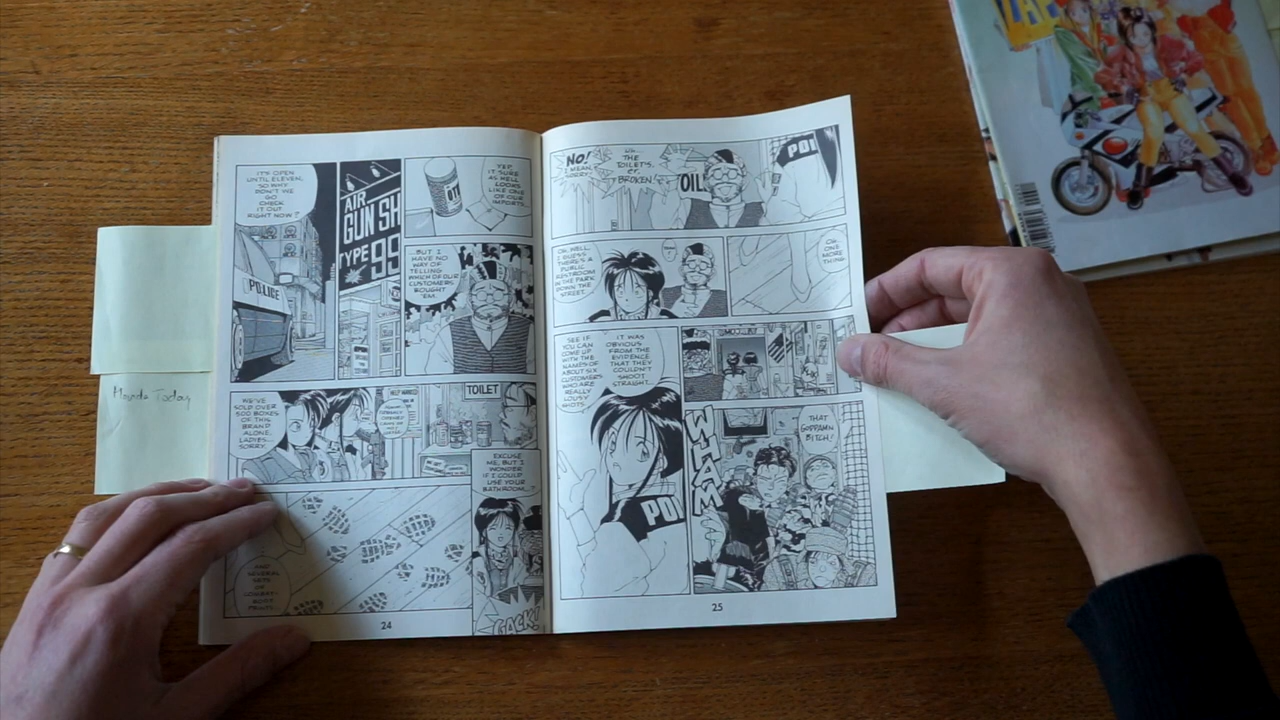 IT'S OPEN
UNTIL ELEVEN,
SO WHY
DON'T WE
GO
CHECK
IT OUT
RIGHT NOW?
POLICE
AIR
GUN SH
TYPE 99
YEP,
IT SURE
AS HELL
LOOKS
LIKE ONE
OF OUR
IMPORTS...
...BUT I
HAVE NO
WAY OF
TELLING
WHICH OF OUR
CUSTOMERS
BOUGHT
'EM.
WE'VE
SOLD OVER
500 BOXES
OF THIS
BRAND
ALONE,
LADIES...
SORRY.
TOILET
EXCUSE
ME, BUT I
WONDER
IF I COULD
USE YOUR
BATHROOM...?
AND
SEVERAL
SETS
OF
COMBAT-
BOOT
PRINTS.
GACK!
24
NO!
I MEAN,
SORRY!
UH...
THE
TOILET'S,
ER,
BROKEN!
TOIL
POL
OH, WELL,
I GUESS
THERE'S A
PUBLIC
RESTROOM
IN THE PARK
DOWN THE
STREET...
OH,
ONE
MORE
THING.
SEE IF
YOU CAN
COME UP
WITH THE
NAMES OF
ABOUT SIX
CUSTOMERS
WHO ARE
REALLY
LOUSY
SHOTS.
IT WAS
OBVIOUS
FROM THE
EVIDENCE
THAT THEY
COULDN'T
SHOOT
STRAIGHT...
POL
WHAM
THAT
GODDAMN
BITCH!
25
Today